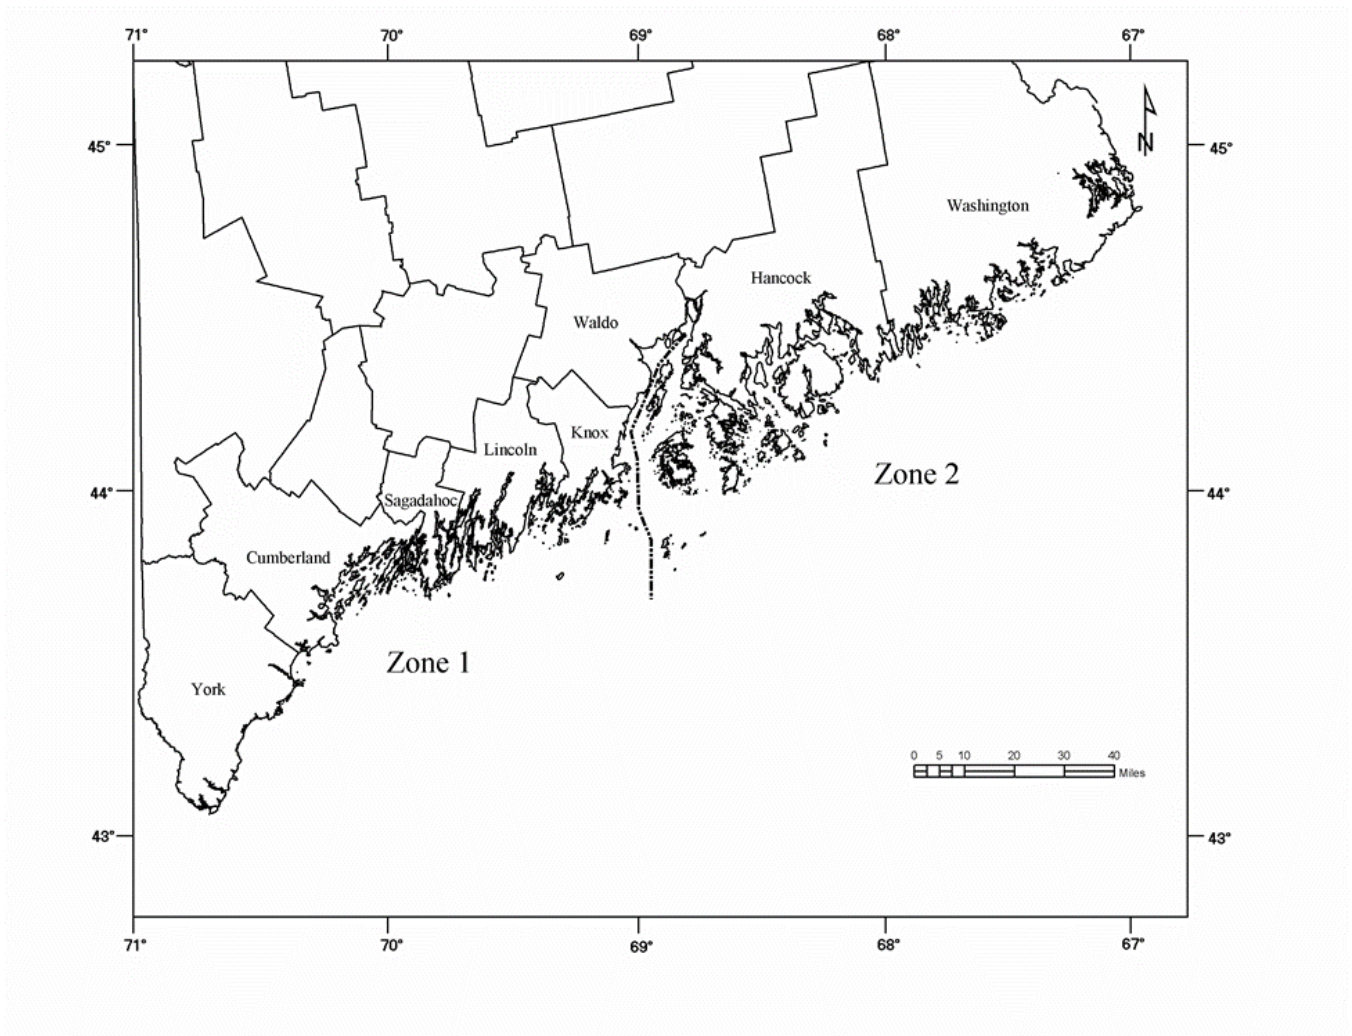 71° 70° 69° 68° 67°
45° 45°
N
Washington
Hancock
Waldo
Knox
Lincoln
Zone 2
44° 44°
Sagadahoc
Cumberland
Zone 1
York
0 5 10 20 30 40
Miles
43° 43°
71° 70° 69° 68° 67°